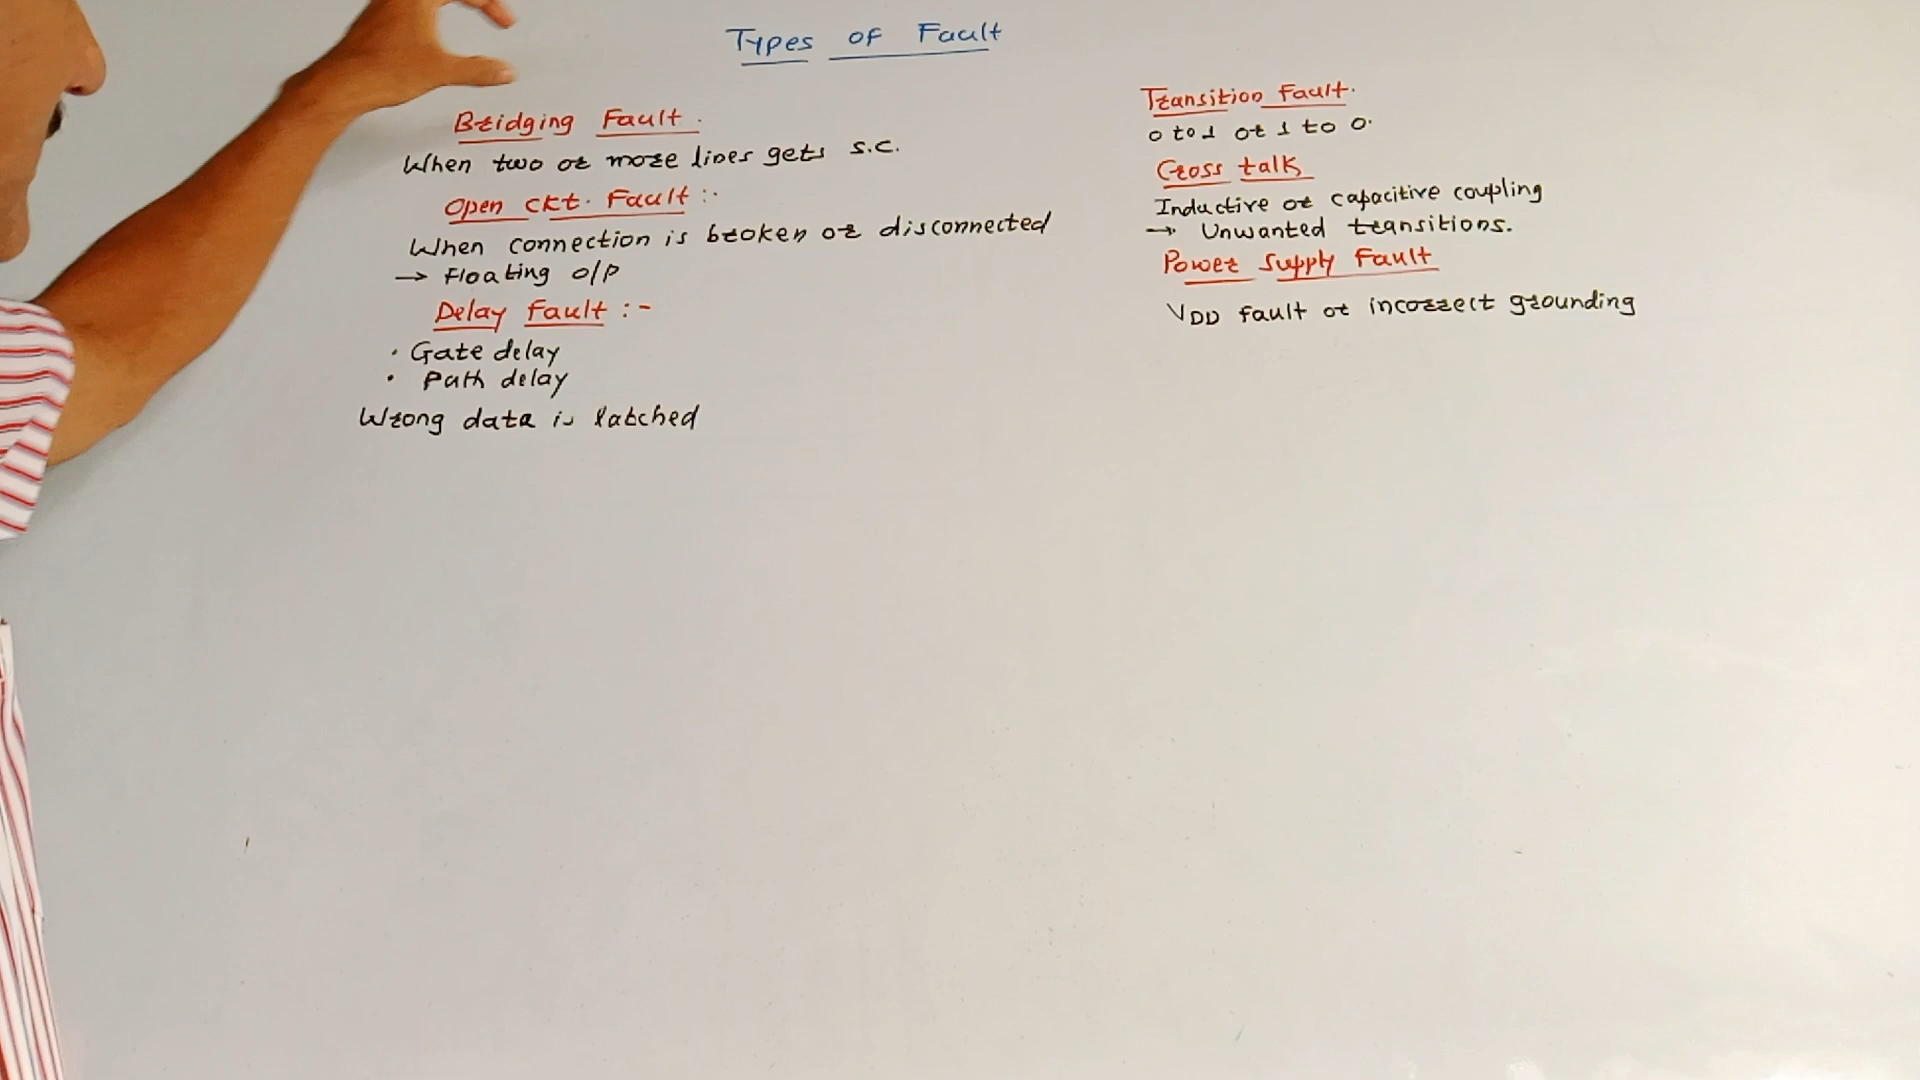 Types of Fault
Bridging Fault.
When two or more lines gets s.c.
Open ckt. Fault :-
When connection is broken or disconnected
→ Floating o/p
Delay Fault :-
• Gate delay
• Path delay
Wrong data is latched
Transition Fault.
0 to 1 or 1 to 0.
Cross talk
Inductive or capacitive coupling
→ Unwanted transitions.
Power supply Fault
VDD fault or incorrect grounding